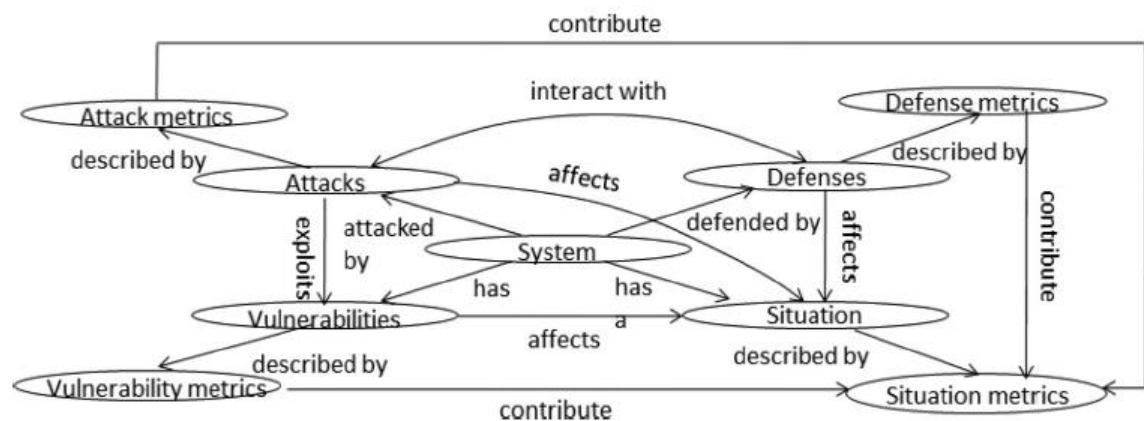 contribute
interact with
Attack metrics
Defense metrics
described by
described by
Attacks
affects
Defenses
exploits
attacked
by
System
defended by
affects
contribute
has
has
a
Vulnerabilities
affects
Situation
described by
described by
Vulnerability metrics
contribute
Situation metrics